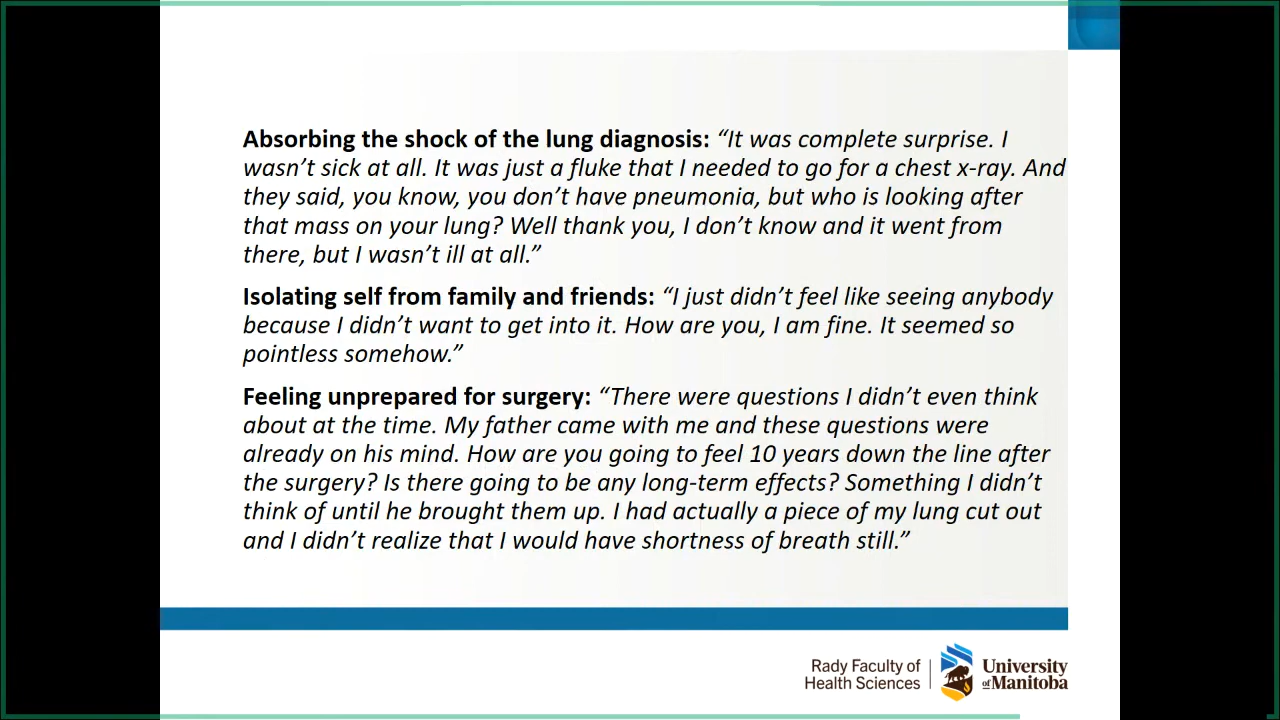 Absorbing the shock of the lung diagnosis: “It was complete surprise. I
wasn’t sick at all. It was just a fluke that I needed to go for a chest x-ray. And
they said, you know, you don’t have pneumonia, but who is looking after
that mass on your lung? Well thank you, I don’t know and it went from
there, but I wasn’t ill at all.”
Isolating self from family and friends: “I just didn’t feel like seeing anybody
because I didn’t want to get into it. How are you, I am fine. It seemed so
pointless somehow.”
Feeling unprepared for surgery: “There were questions I didn’t even think
about at the time. My father came with me and these questions were
already on his mind. How are you going to feel 10 years down the line after
the surgery? Is there going to be any long-term effects? Something I didn’t
think of until he brought them up. I had actually a piece of my lung cut out
and I didn’t realize that I would have shortness of breath still.”
Rady Faculty of
Health Sciences
University
of Manitoba